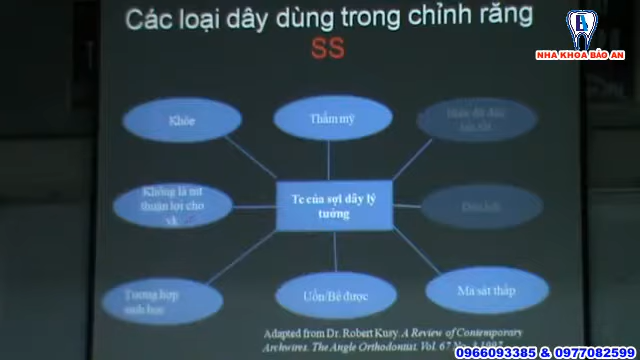 Các loại dây dùng trong chỉnh răng
SS
NHA KHOA BẢO AN
Khỏe
Thẩm mỹ
Không là nơi
thuận lợi cho
vk
Tc của sợi dây lý
tưởng
Tương hợp
sinh học
Uốn/Bẻ được
Ma sát thấp
Adapted from Dr. Robert Kusy. A Review of Contemporary
Archwires. The Angle Orthodontist. Vol. 67 No.
0966093385 & 0977082599